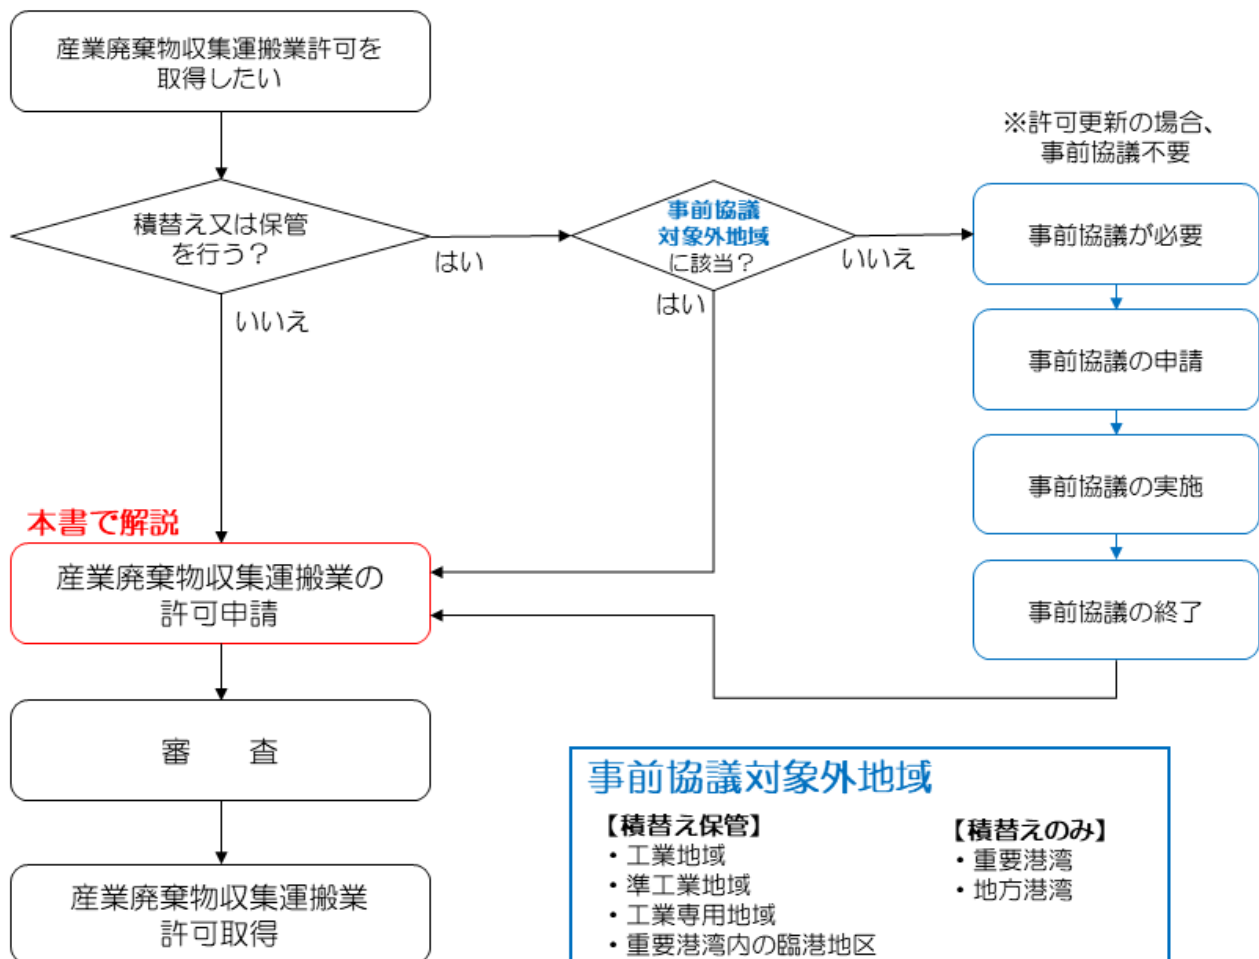 産業廃棄物収集運搬業許可を
取得したい
※許可更新の場合、
事前協議不要
積替え又は保管
を行う？
はい
いいえ
事前協議
対象外地域
に該当？
いいえ
はい
事前協議が必要
事前協議の申請
事前協議の実施
事前協議の終了
本書で解説
産業廃棄物収集運搬業の
許可申請
審　査
産業廃棄物収集運搬業
許可取得
事前協議対象外地域
【積替え保管】
・工業地域
・準工業地域
・工業専用地域
・重要港湾内の臨港地区
【積替えのみ】
・重要港湾
・地方港湾